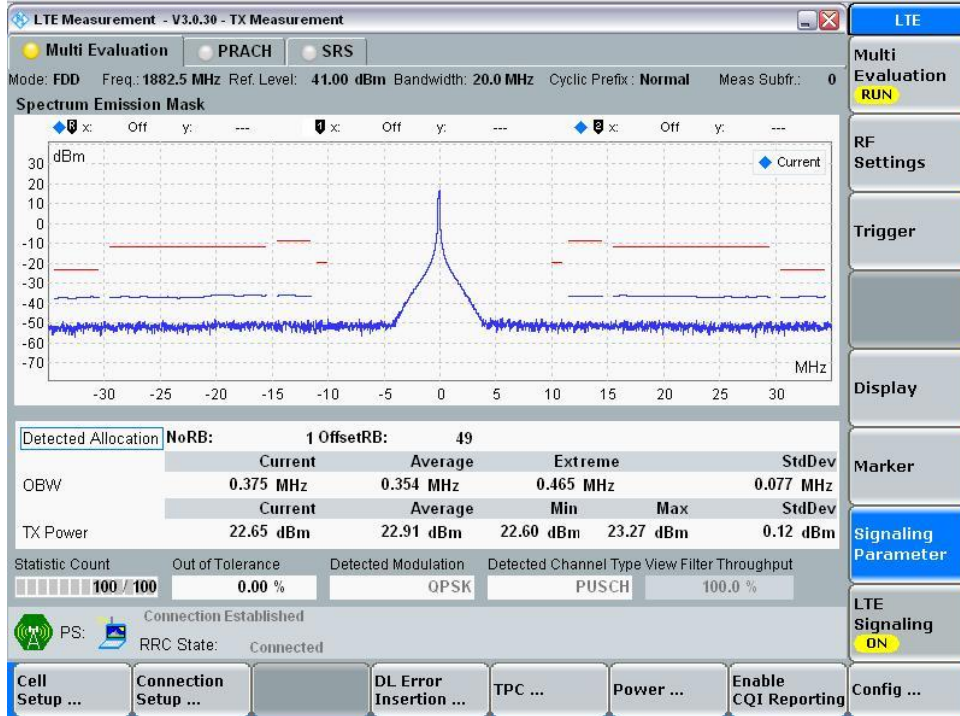 LTE Measurement - V3.0.30 - TX Measurement
LTE
Multi Evaluation PRACH SRS
Mode: FDD Freq.: 1882.5 MHz Ref. Level: 41.00 dBm Bandwidth: 20.0 MHz Cyclic Prefix : Normal Meas Subfr.: 0
Spectrum Emission Mask
R x: Off y: --- 1 x: Off y: --- 2 x: Off y: ---
dBm
Current
30
20
10
0
-10
-20
-30
-40
-50
-60
-70
MHz
-30 -25 -20 -15 -10 -5 0 5 10 15 20 25 30
Detected Allocation NoRB: 1 OffsetRB: 49
Current Average Extreme StdDev
OBW 0.375 MHz 0.354 MHz 0.465 MHz 0.077 MHz
Current Average Min Max StdDev
TX Power 22.65 dBm 22.91 dBm 22.60 dBm 23.27 dBm 0.12 dBm
Statistic Count Out of Tolerance Detected Modulation Detected Channel Type View Filter Throughput
100 / 100 0.00 % QPSK PUSCH 100.0 %
Connection Established
PS:
RRC State: Connected
Multi
Evaluation
RUN
RF
Settings
Trigger
Display
Marker
Signaling
Parameter
LTE
Signaling
ON
Cell
Setup ...
Connection
Setup ...
DL Error
Insertion ...
TPC ...
Power ...
Enable
CQI Reporting
Config ...